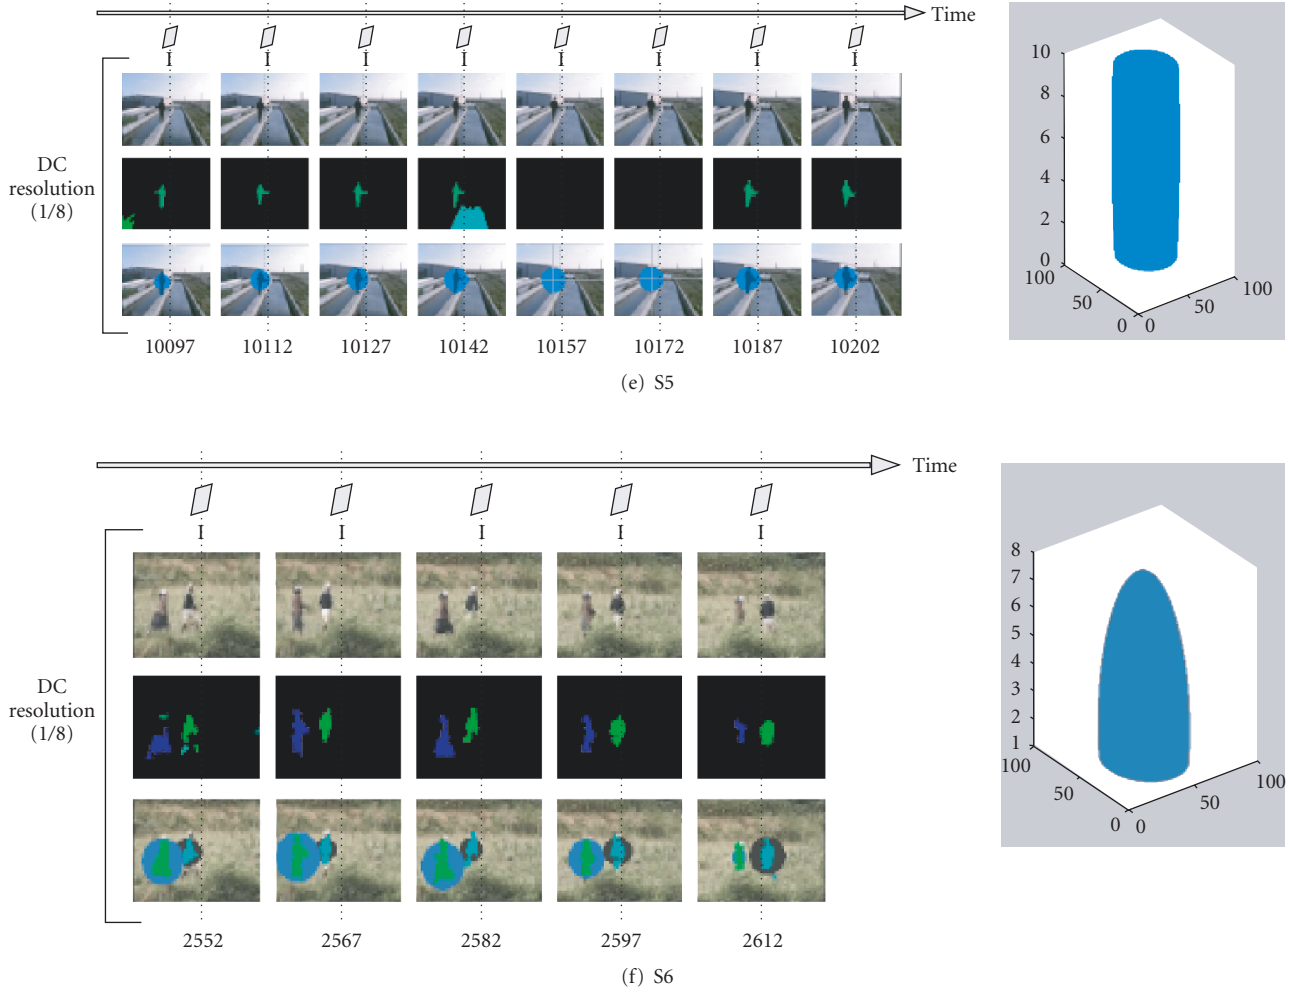 Time
I I I I I I I I
DC
resolution
(1/8)
10097 10112 10127 10142 10157 10172 10187 10202
10
8
6
4
2
0
100
50
0 0
50
100
(e) S5
Time
I I I I I
DC
resolution
(1/8)
2552 2567 2582 2597 2612
8
7
6
5
4
3
2
1
100
50
0 0
50
100
(f) S6